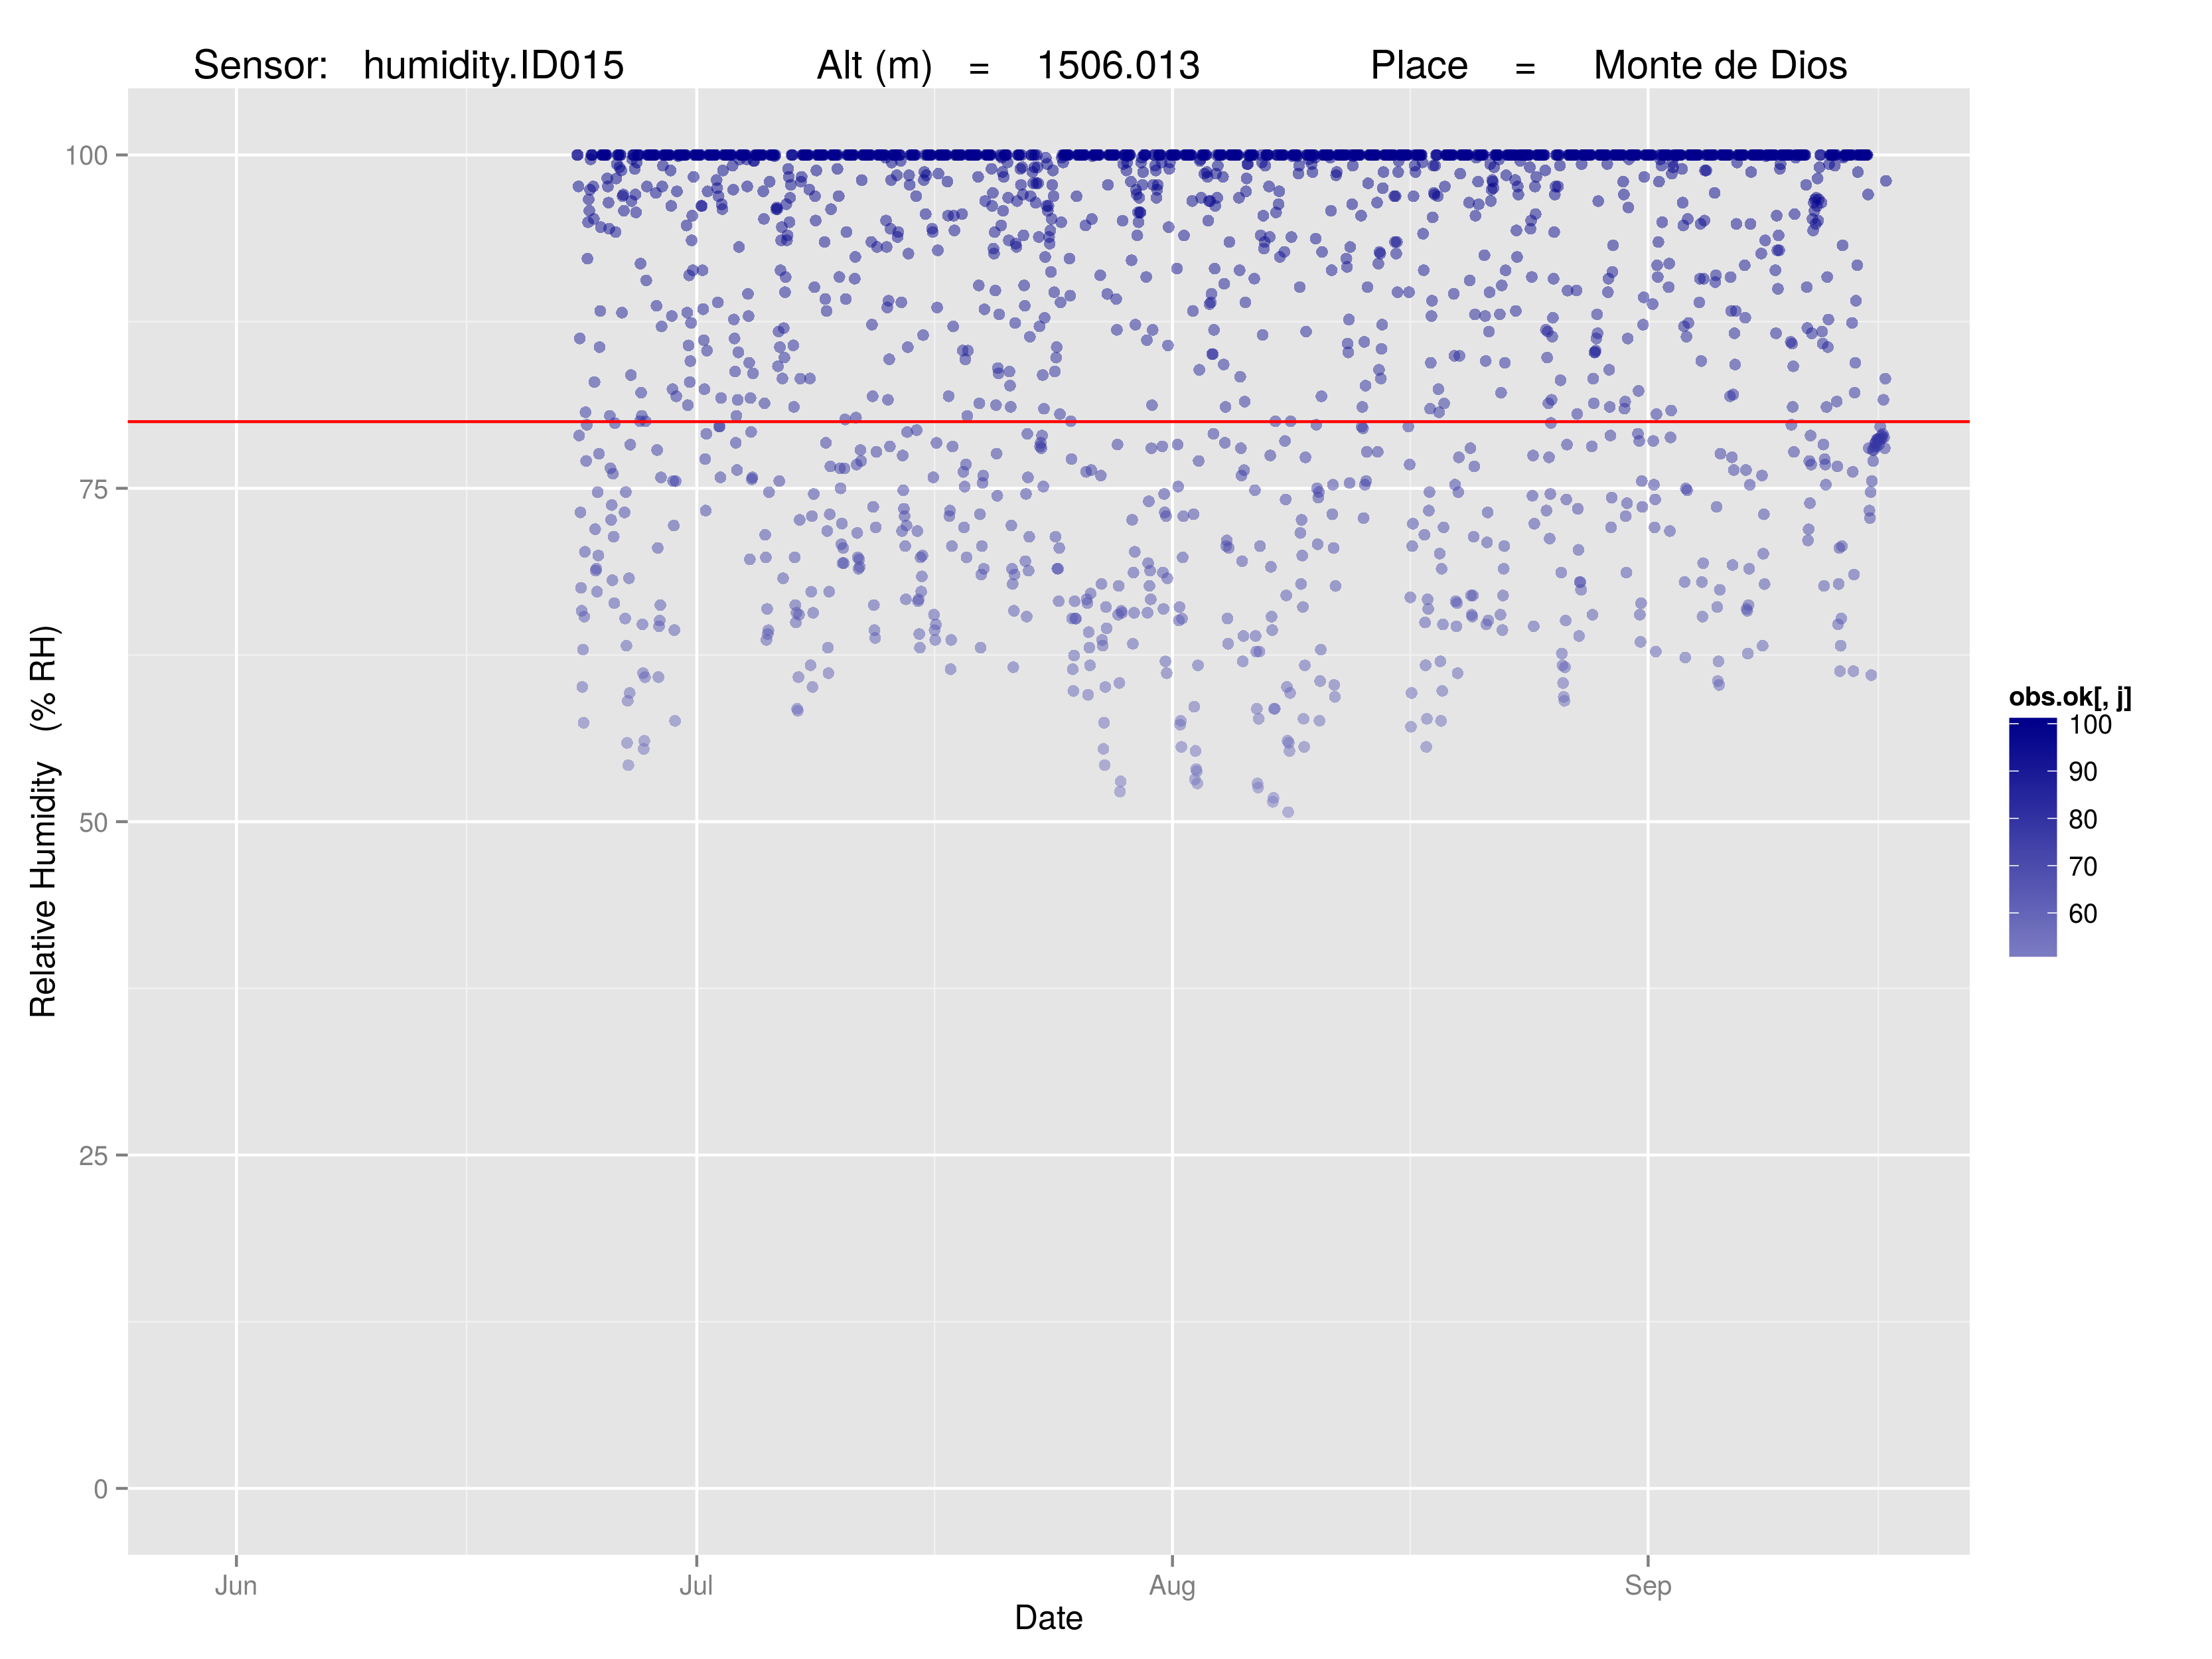 Sensor: humidity.ID015 Alt (m) = 1506.013 Place = Monte de Dios
100
75
50
25
0
Relative Humidity (% RH)
Jun Jul Aug Sep
Date
obs.ok[, j]
100
90
80
70
60